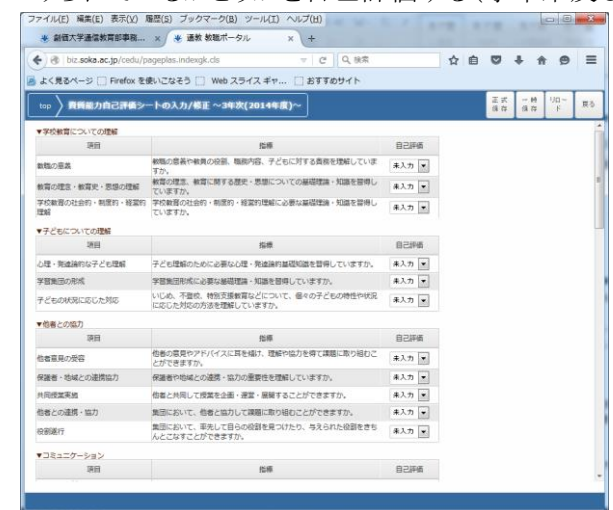 ファイル(F) 編集(E) 表示(V) 履歴(S) ブックマーク(B) ツール(T) ヘルプ(H)
創価大学通信教育部事務... × 通教 教職ポータル × +
biz.soka.ac.jp/cedu/pageplas.indexgk.cls 検索
よく見るページ Firefox を使いこなそう Web スライス ギャ... おすすめサイト
top 資質能力自己評価シートの入力/修正 ~3年次(2014年度)~ 正式保存 一時保存 リロード 戻る
▼学校教育についての理解
項目 指標 自己評価
教職の意義 教職の意義や教員の役割、職務内容、子どもに対する責務を理解していま
すか。 未入力
教育の理念・教育史・思想の理解 教育の理念、教育に関する歴史・思想についての基礎理論・知識を習得し
ていますか。 未入力
学校教育の社会的・制度的・経営的 学校教育の社会的・制度的・経営的理解に必要な基礎理論・知識を習得し
理解 ていますか。 未入力
▼子どもについての理解
項目 指標 自己評価
心理・発達論的な子ども理解 子ども理解のために必要な心理・発達論的基礎知識を習得していますか。 未入力
学習集団の形成 学習集団形成に必要な基礎理論・知識を習得していますか。 未入力
子どもの状況に応じた対応 いじめ、不登校、特別支援教育などについて、個々の子どもの特性や状況
に応じた対応の方法を理解していますか。 未入力
▼他者との協力
項目 指標 自己評価
他者意見の受容 他者の意見やアドバイスに耳を傾け、理解や協力を得て課題に取り組むこ
とができますか。 未入力
保護者・地域との連携協力 保護者や地域との連携・協力の重要性を理解していますか。 未入力
共同授業実施 他者と共同して授業を企画・運営・展開することができますか。 未入力
他者との連携・協力 集団において、他者と協力して課題に取り組むことができますか。 未入力
役割遂行 集団において、率先して自らの役割を見つけたり、与えられた役割をきち
んとこなすことができますか。 未入力
▼コミュニケーション
項目 指標 自己評価